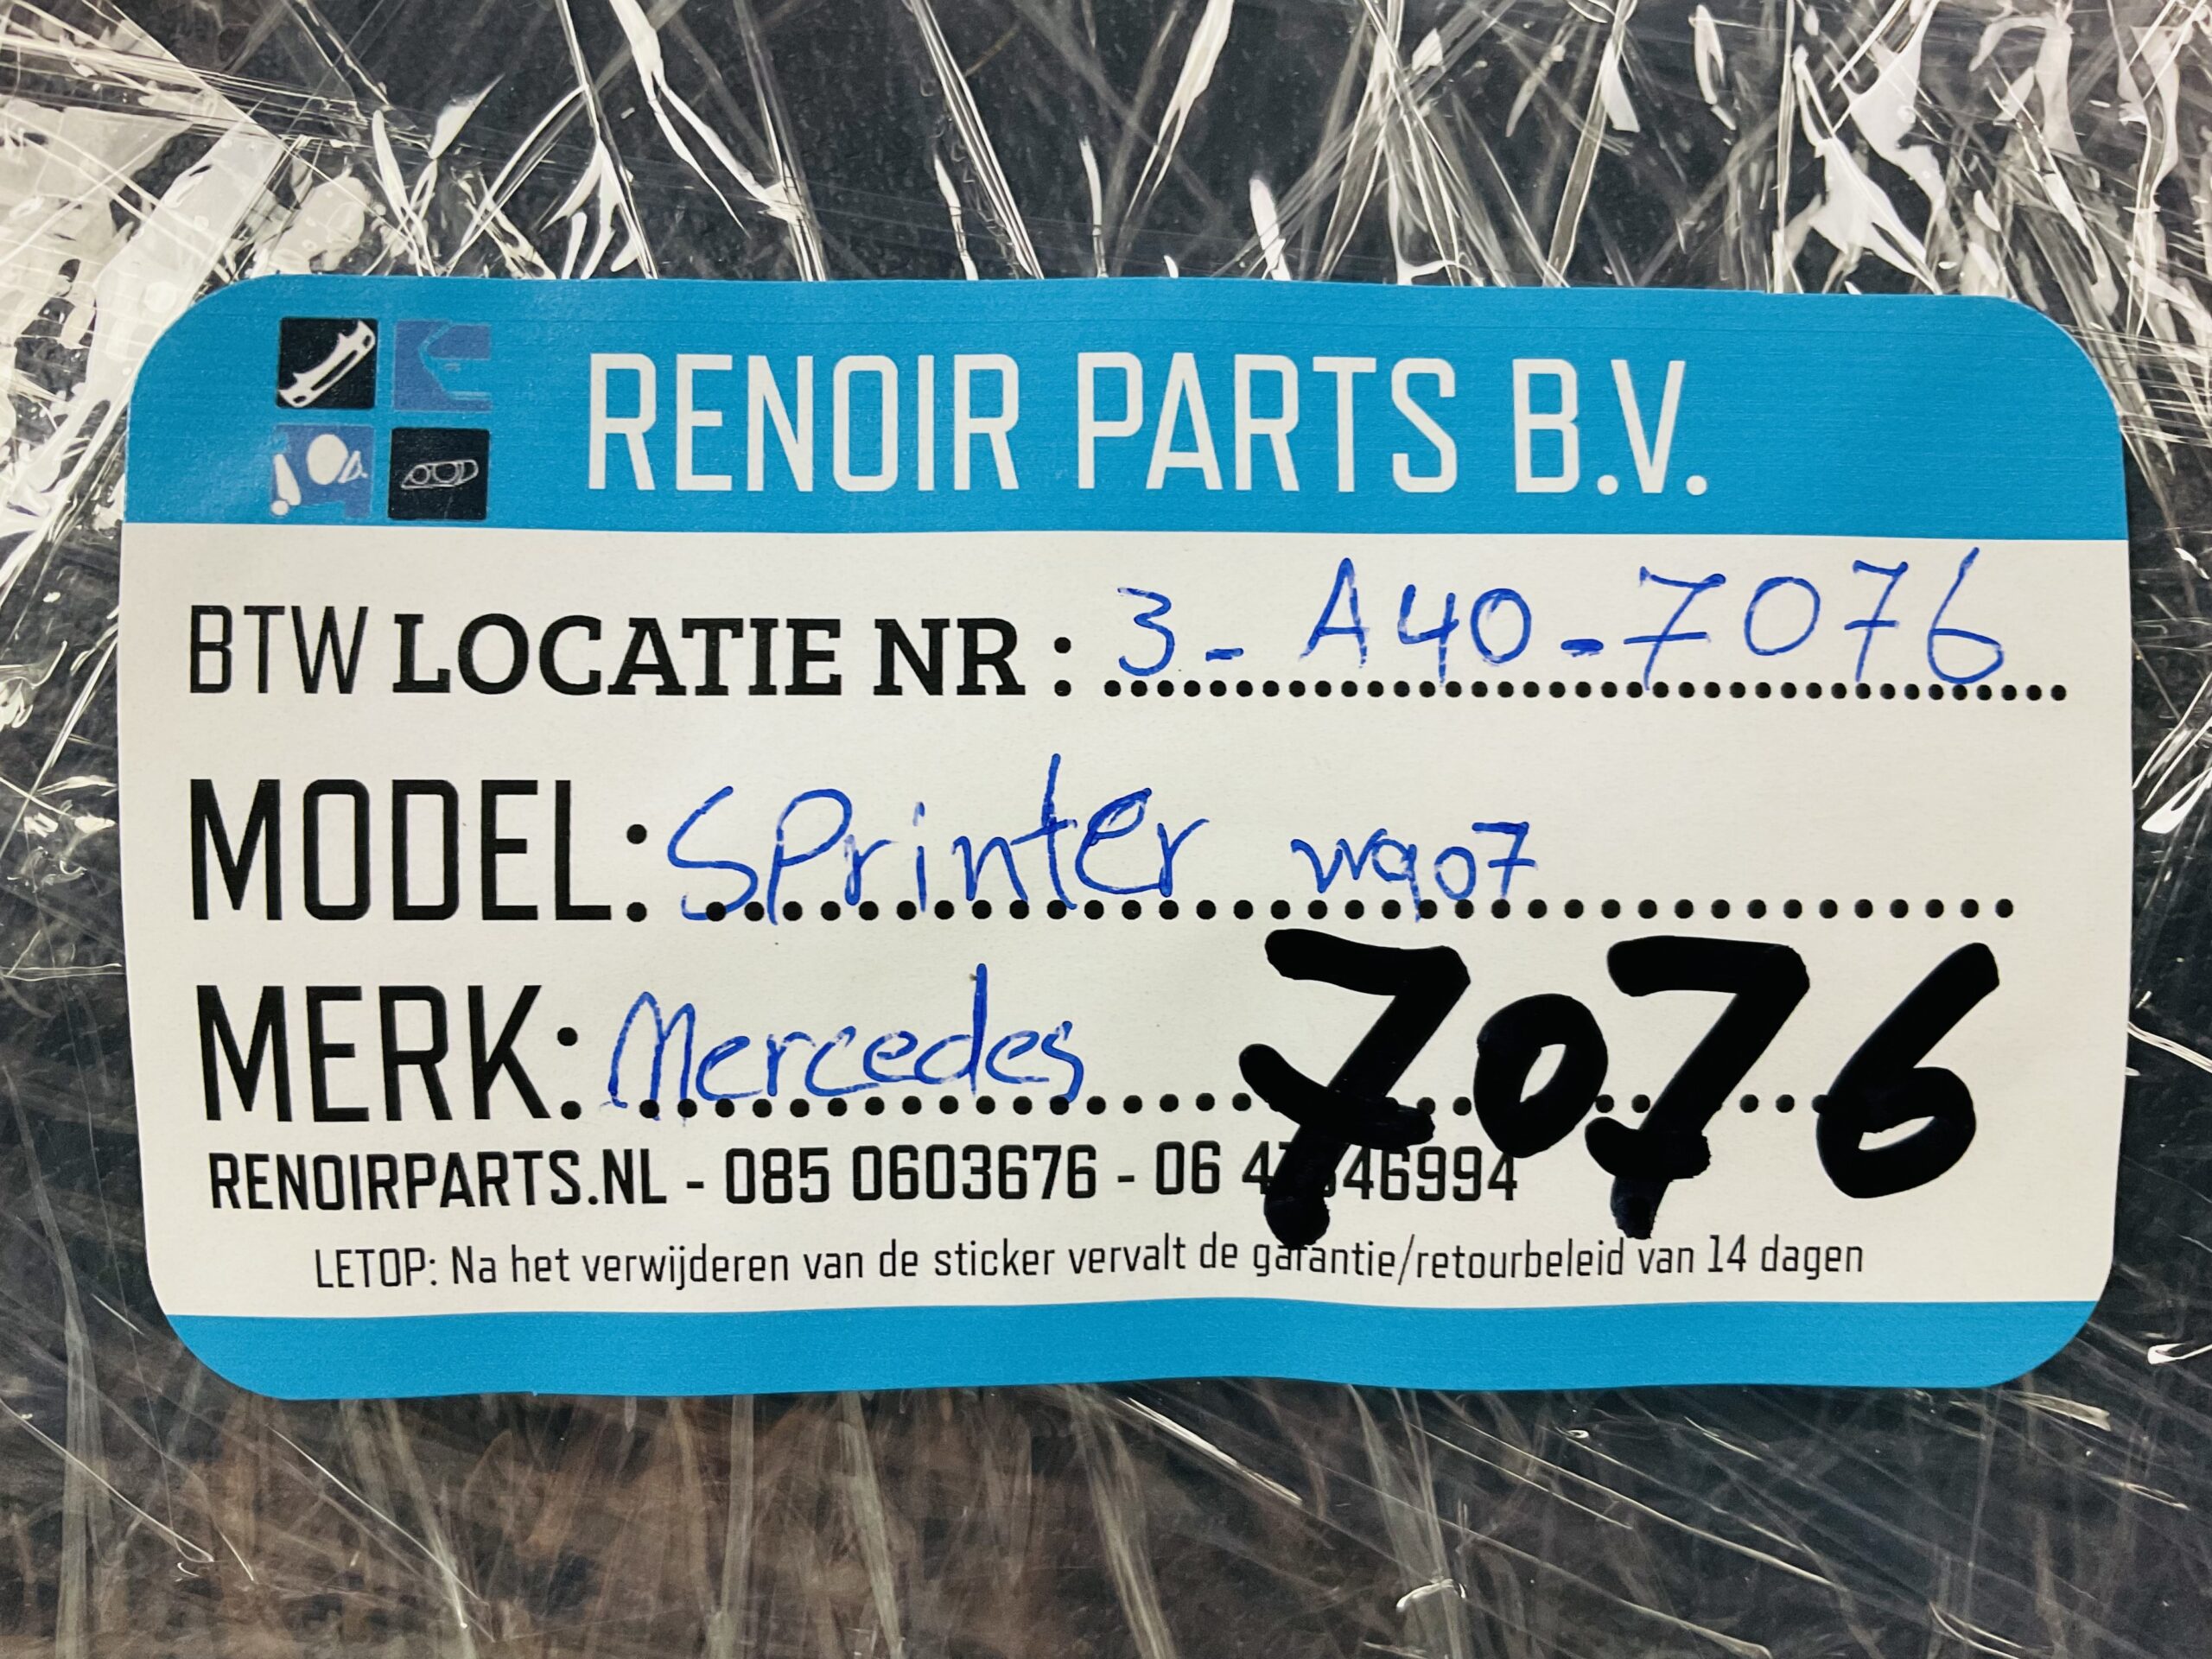 RENOIR PARTS B.V.
BTW LOCATIE NR : 3- A40-7076
MODEL: Sprinter w907
MERK: Mercedes
7076
RENOIRPARTS.NL - 085 0603676 - 06
LETOP: Na het verwijderen van de sticker vervalt de garantie/retourbeleid van 14 dagen